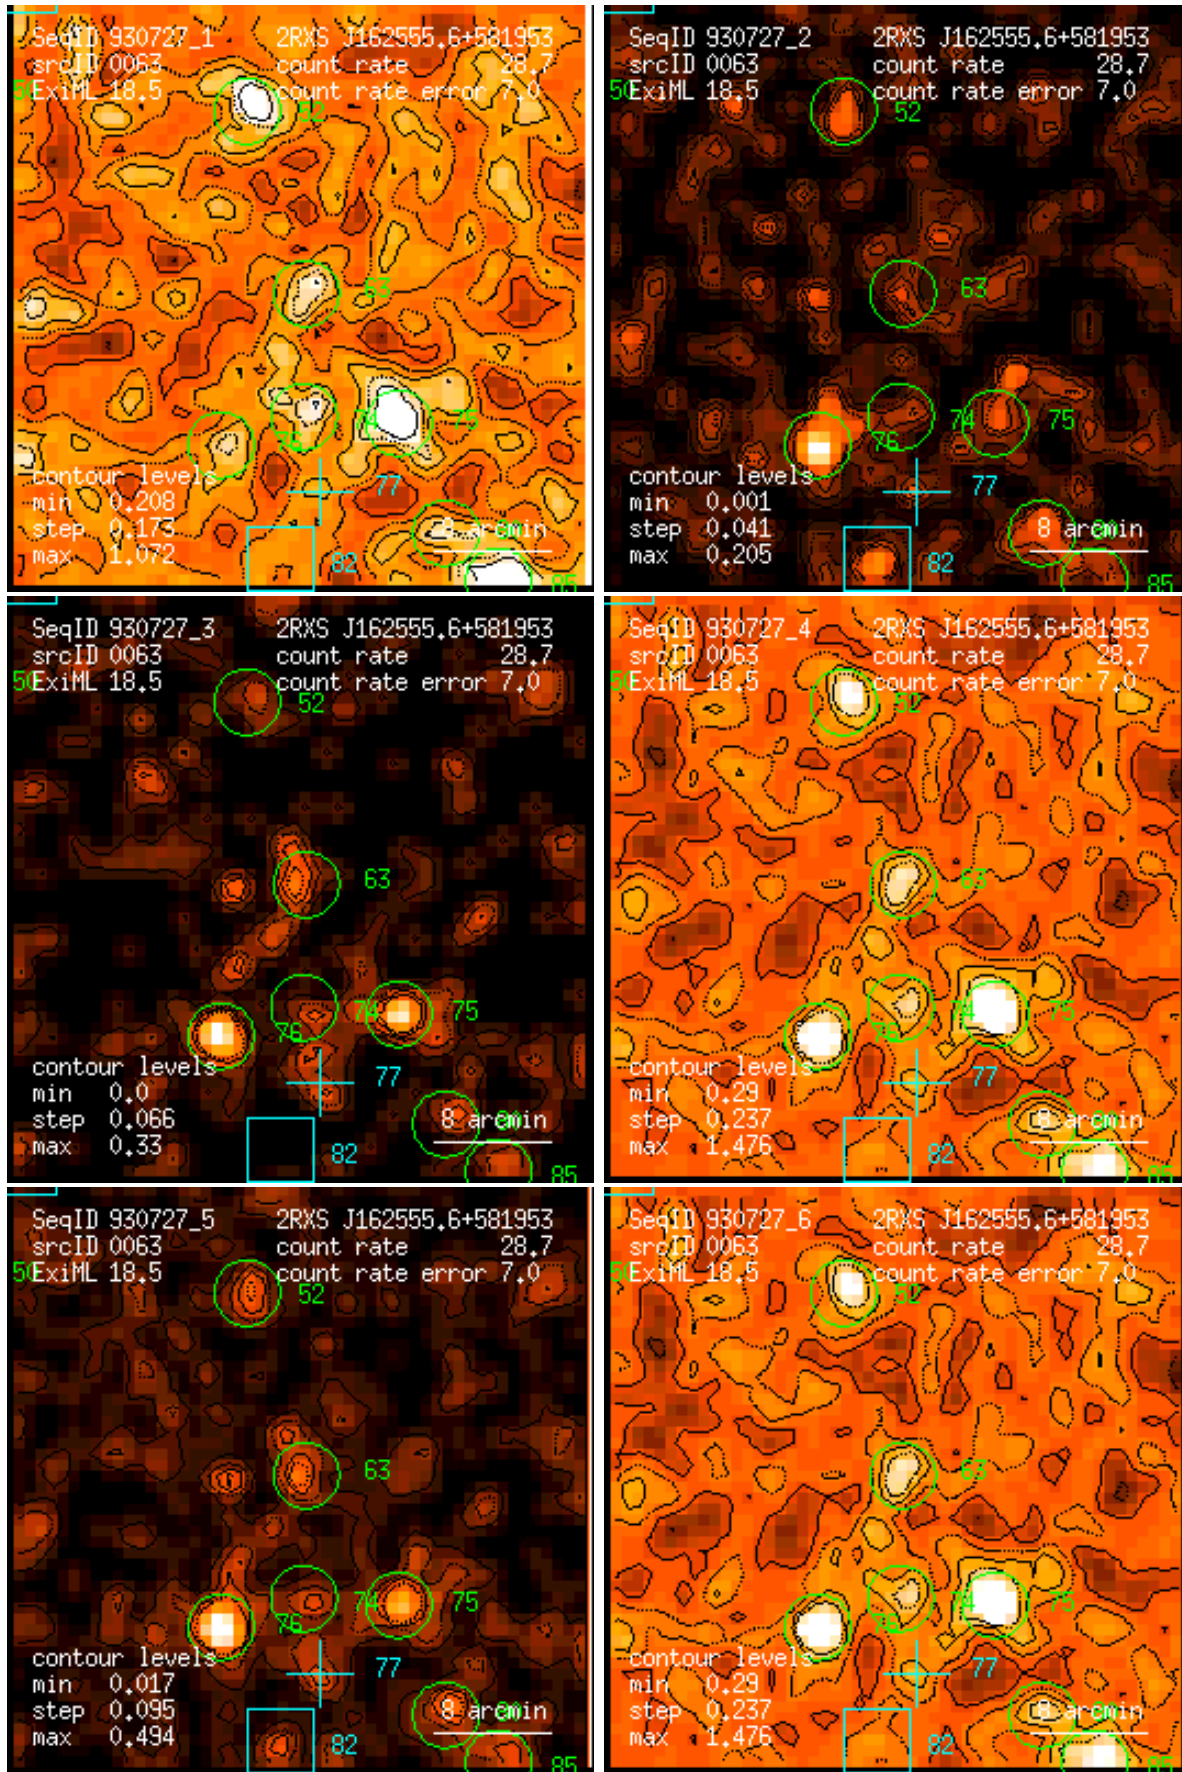 SeqID 930727_1 2RXS J162555.6+581953
srcID 0063 count rate 28.7
ExiML 18.5 count rate error 7.0
50
52
63
74
75
76
contour levels
77
min 0.208
step 0.173
8 arcmin
max 1.072
82
85
SeqID 930727_2 2RXS J162555.6+581953
srcID 0063 count rate 28.7
ExiML 18.5 count rate error 7.0
50
52
63
74
75
76
contour levels
77
min 0.001
step 0.041
8 arcmin
max 0.205
82
85
SeqID 930727_3 2RXS J162555.6+581953
srcID 0063 count rate 28.7
ExiML 18.5 count rate error 7.0
50
52
63
74
75
76
contour levels
77
min 0.0
step 0.066
8 arcmin
max 0.33
82
85
SeqID 930727_4 2RXS J162555.6+581953
srcID 0063 count rate 28.7
ExiML 18.5 count rate error 7.0
50
52
63
74
75
76
contour levels
77
min 0.29
step 0.237
8 arcmin
max 1.476
82
85
SeqID 930727_5 2RXS J162555.6+581953
srcID 0063 count rate 28.7
ExiML 18.5 count rate error 7.0
50
52
63
74
75
76
contour levels
77
min 0.017
step 0.095
8 arcmin
max 0.494
82
85
SeqID 930727_6 2RXS J162555.6+581953
srcID 0063 count rate 28.7
ExiML 18.5 count rate error 7.0
50
52
63
74
75
76
contour levels
77
min 0.29
step 0.237
8 arcmin
max 1.476
82
85